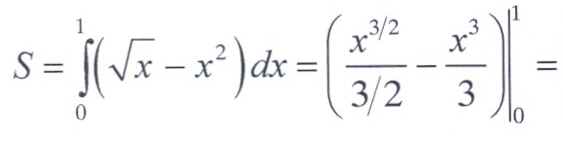 S = ∫₀¹(√x − x²)dx = (x^{3/2}/(3/2) − x³/3)|₀¹ =